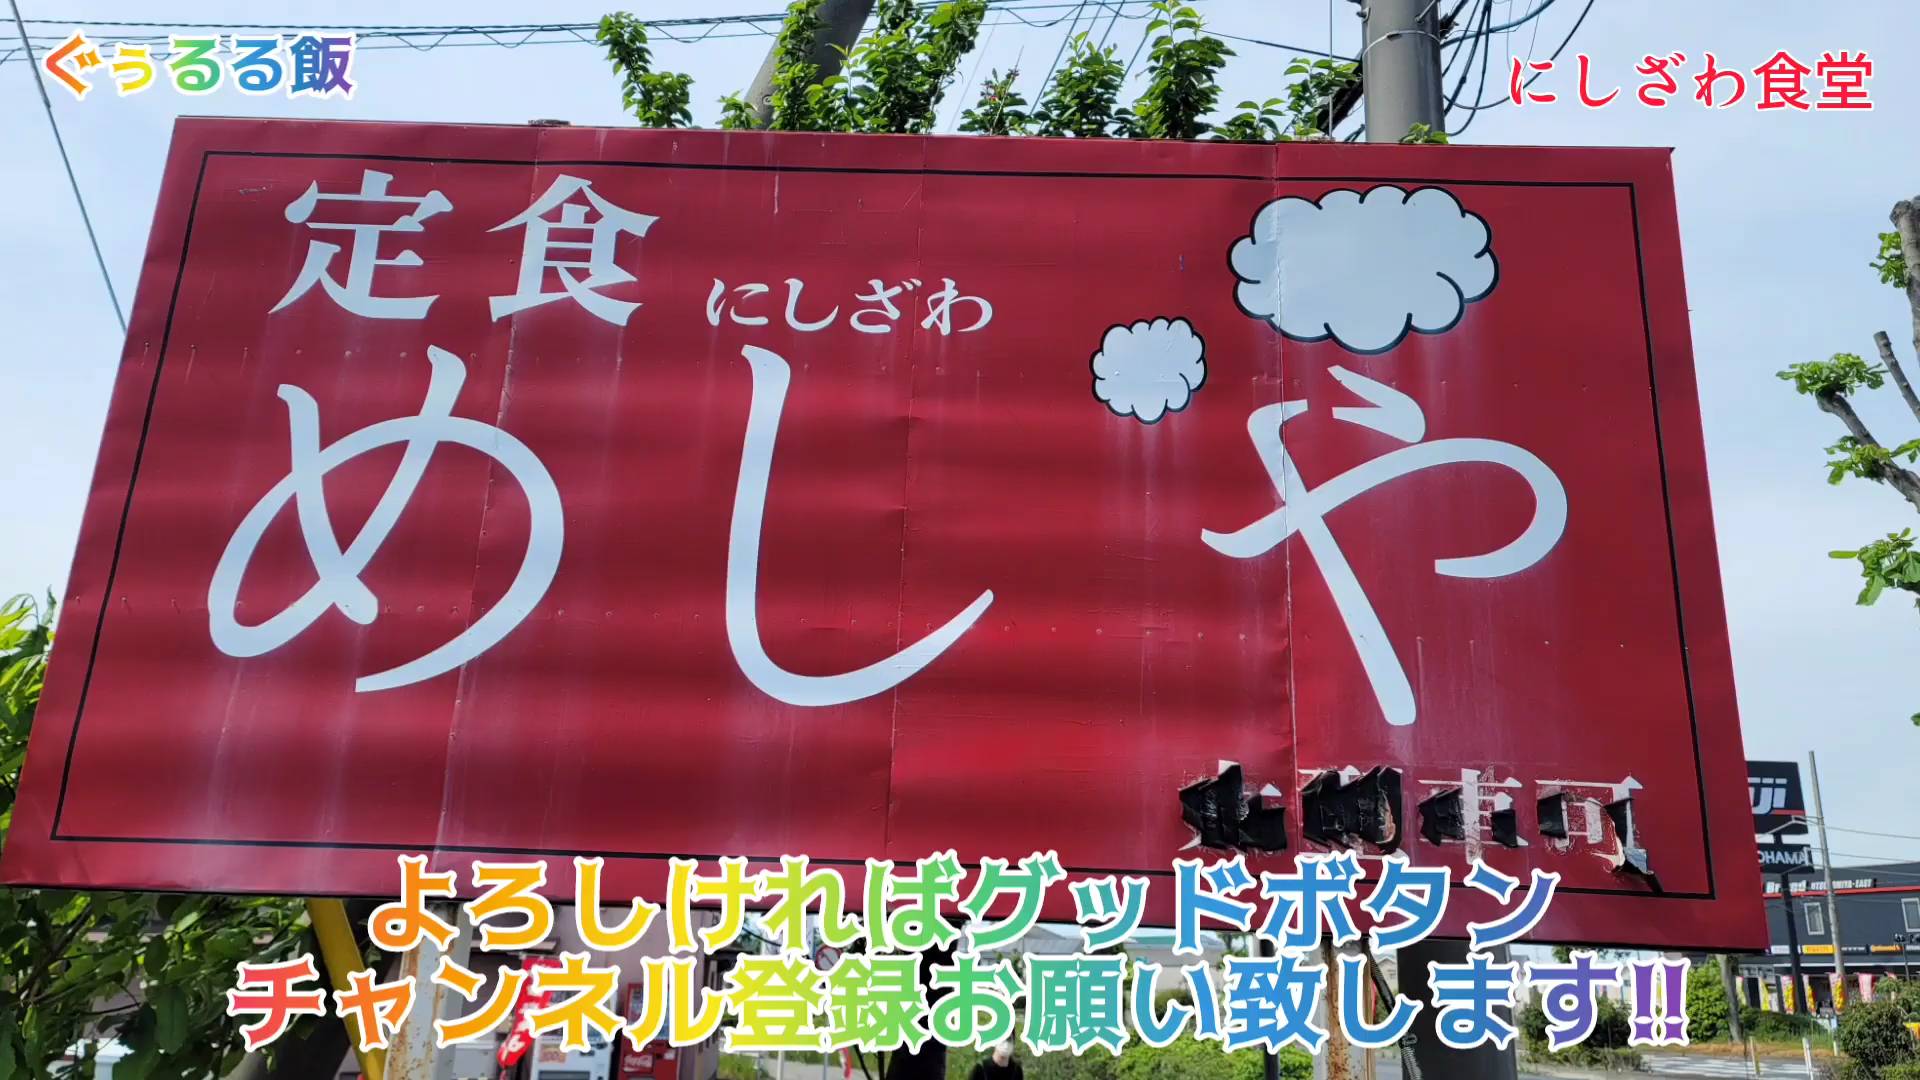 ぐぅるる飯
にしざわ食堂
定食
にしざわ
めしや
よろしければグッドボタン
チャンネル登録お願い致します!!